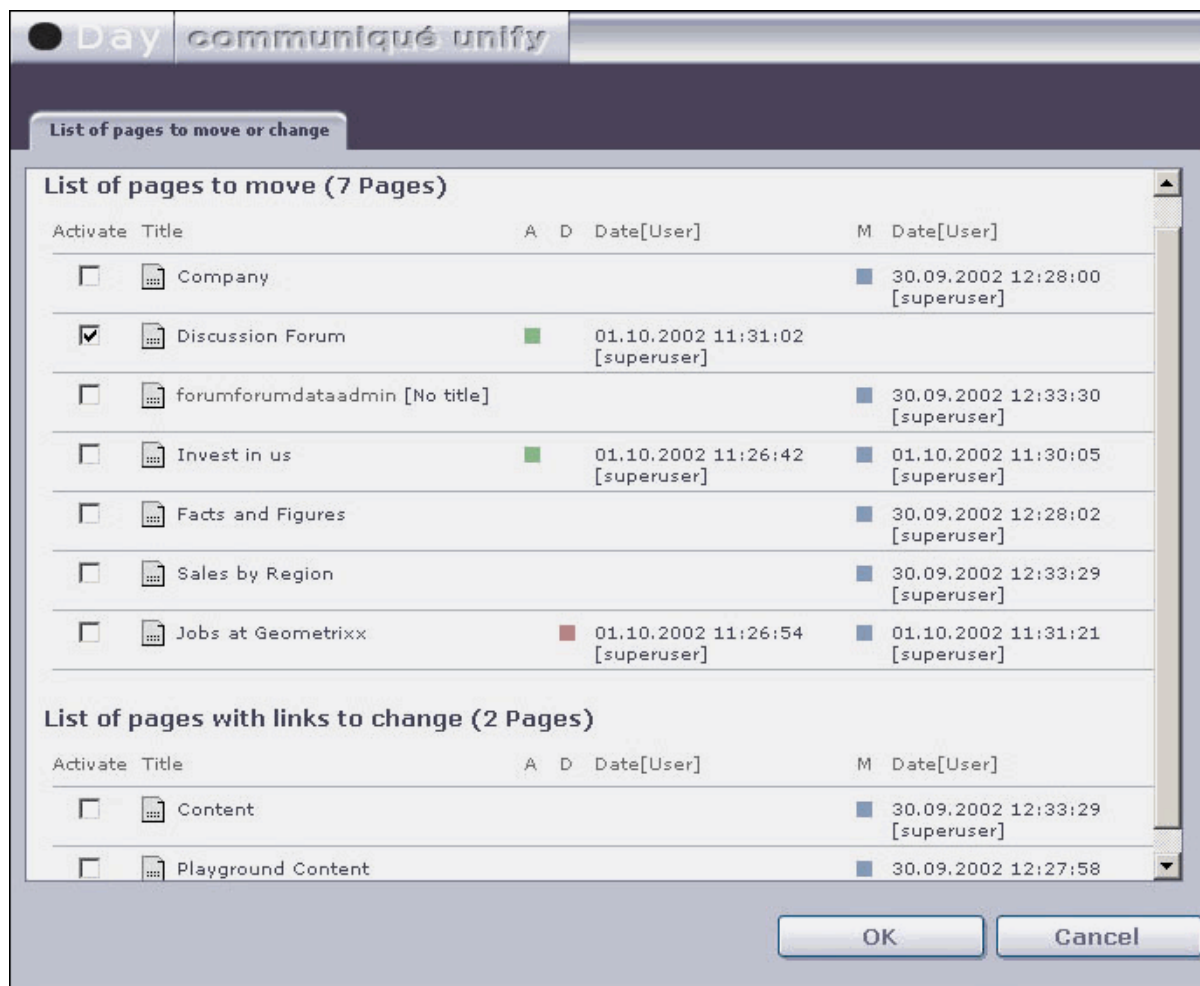 Day communiqué unify
List of pages to move or change
List of pages to move (7 Pages)
Activate Title A D Date[User] M Date[User]
Company 30.09.2002 12:28:00
[superuser]
Discussion Forum 01.10.2002 11:31:02
[superuser]
forumforumdataadmin [No title] 30.09.2002 12:33:30
[superuser]
Invest in us 01.10.2002 11:26:42 01.10.2002 11:30:05
[superuser] [superuser]
Facts and Figures 30.09.2002 12:28:02
[superuser]
Sales by Region 30.09.2002 12:33:29
[superuser]
Jobs at Geometrixx 01.10.2002 11:26:54 01.10.2002 11:31:21
[superuser] [superuser]
List of pages with links to change (2 Pages)
Activate Title A D Date[User] M Date[User]
Content 30.09.2002 12:33:29
[superuser]
Playground Content 30.09.2002 12:27:58
OK Cancel